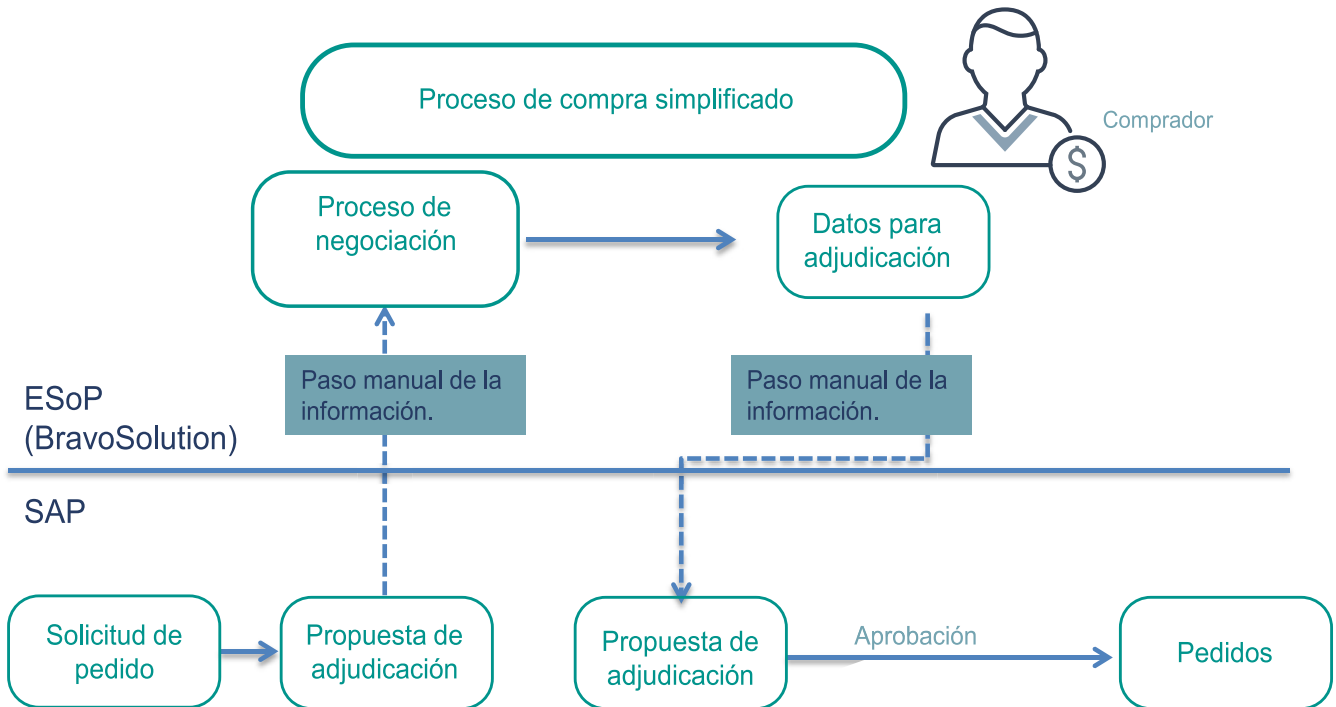 Proceso de compra simplificado
Comprador
$
Proceso de
negociación
Datos para
adjudicación
Paso manual de la
información.
Paso manual de la
información.
ESoP
(BravoSolution)
SAP
Solicitud de
pedido
Propuesta de
adjudicación
Propuesta de
adjudicación
Aprobación
Pedidos